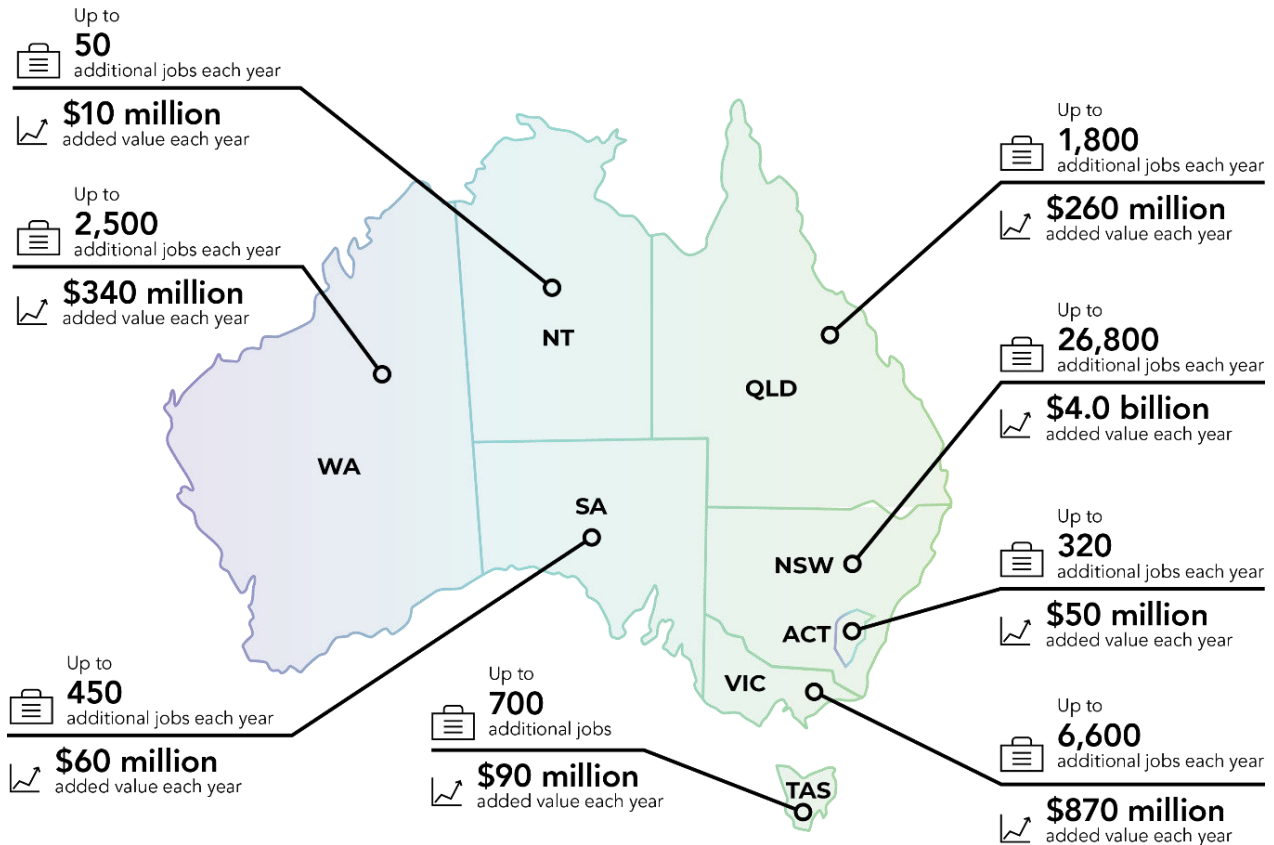 Up to
50
additional jobs each year
$10 million
added value each year
Up to
2,500
additional jobs each year
$340 million
added value each year
Up to
1,800
additional jobs each year
$260 million
added value each year
Up to
26,800
additional jobs each year
$4.0 billion
added value each year
Up to
320
additional jobs each year
$50 million
added value each year
Up to
6,600
additional jobs each year
$870 million
added value each year
Up to
450
additional jobs each year
$60 million
added value each year
Up to
700
additional jobs
$90 million
added value each year
NT
QLD
WA
SA
NSW
ACT
VIC
TAS